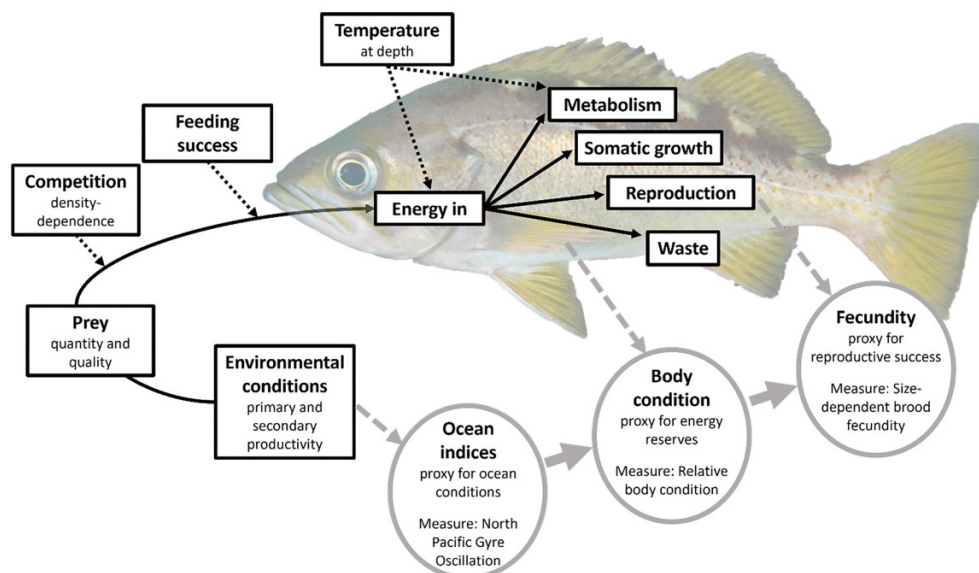 Temperature
at depth
Metabolism
Feeding
success
Somatic growth
Competition
density-
dependence
Energy in
Reproduction
Waste
Prey
quantity and
quality
Environmental
conditions
primary and
secondary
productivity
Ocean
indices
proxy for ocean
conditions
Measure: North
Pacific Gyre
Oscillation
Body
condition
proxy for energy
reserves
Measure: Relative
body condition
Fecundity
proxy for
reproductive success
Measure: Size-
dependent brood
fecundity